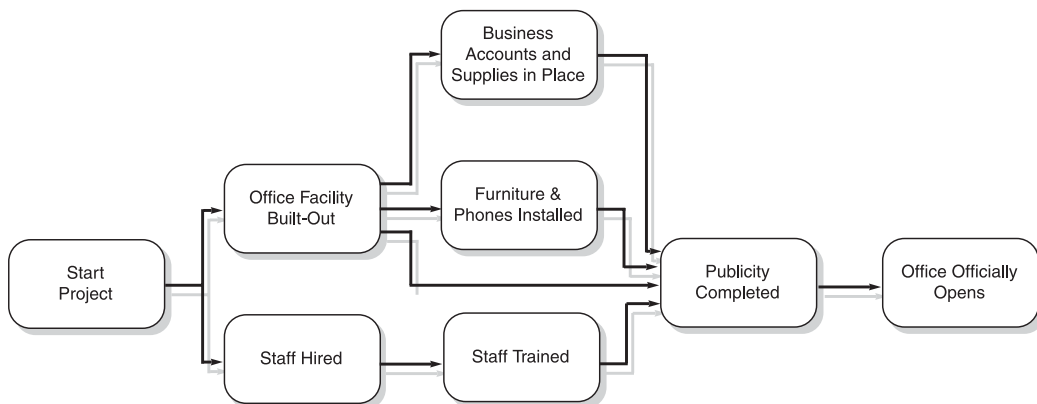 Business
Accounts and
Supplies in Place
Office Facility
Built-Out
Furniture &
Phones Installed
Start
Project
Publicity
Completed
Office Officially
Opens
Staff Hired
Staff Trained